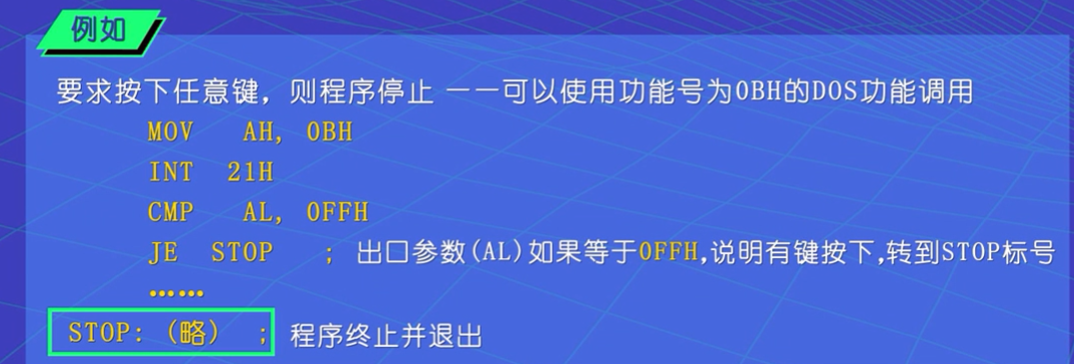 例如
要求按下任意键，则程序停止 ——可以使用功能号为0BH的DOS功能调用
MOV AH, 0BH
INT 21H
CMP AL, 0FFH
JE STOP ; 出口参数(AL)如果等于0FFH,说明有键按下,转到STOP标号
……
STOP: (略) ; 程序终止并退出